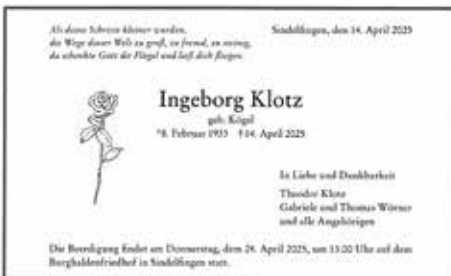 Als deine Schritte kleiner wurden,
die Wege dieser Welt zu groß, zu fremd, zu steinig,
da schenkte Gott dir Flügel und ließ dich fliegen.
Sindelfingen, den 14. April 2025
Ingeborg Klotz
geb. Kögel
*8. Februar 1935 †14. April 2025
In Liebe und Dankbarkeit
Theodor Klotz
Gabriele und Thomas Wörner
und alle Angehörigen
Die Beerdigung findet am Donnerstag, dem 24. April 2025, um 13.00 Uhr auf dem
Burghaldenfriedhof in Sindelfingen statt.